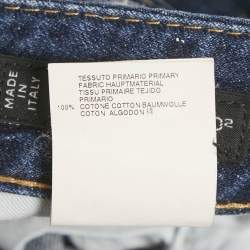 MADE IN
ITALY
TESSUTO PRIMARIO PRIMARY
FABRIC HAUPTMATERIAL
TISSU PRIMAIRE TEJIDO
PRIMARIO
100% COTONE COTTON BAUMWOLLE
COTON ALGODON